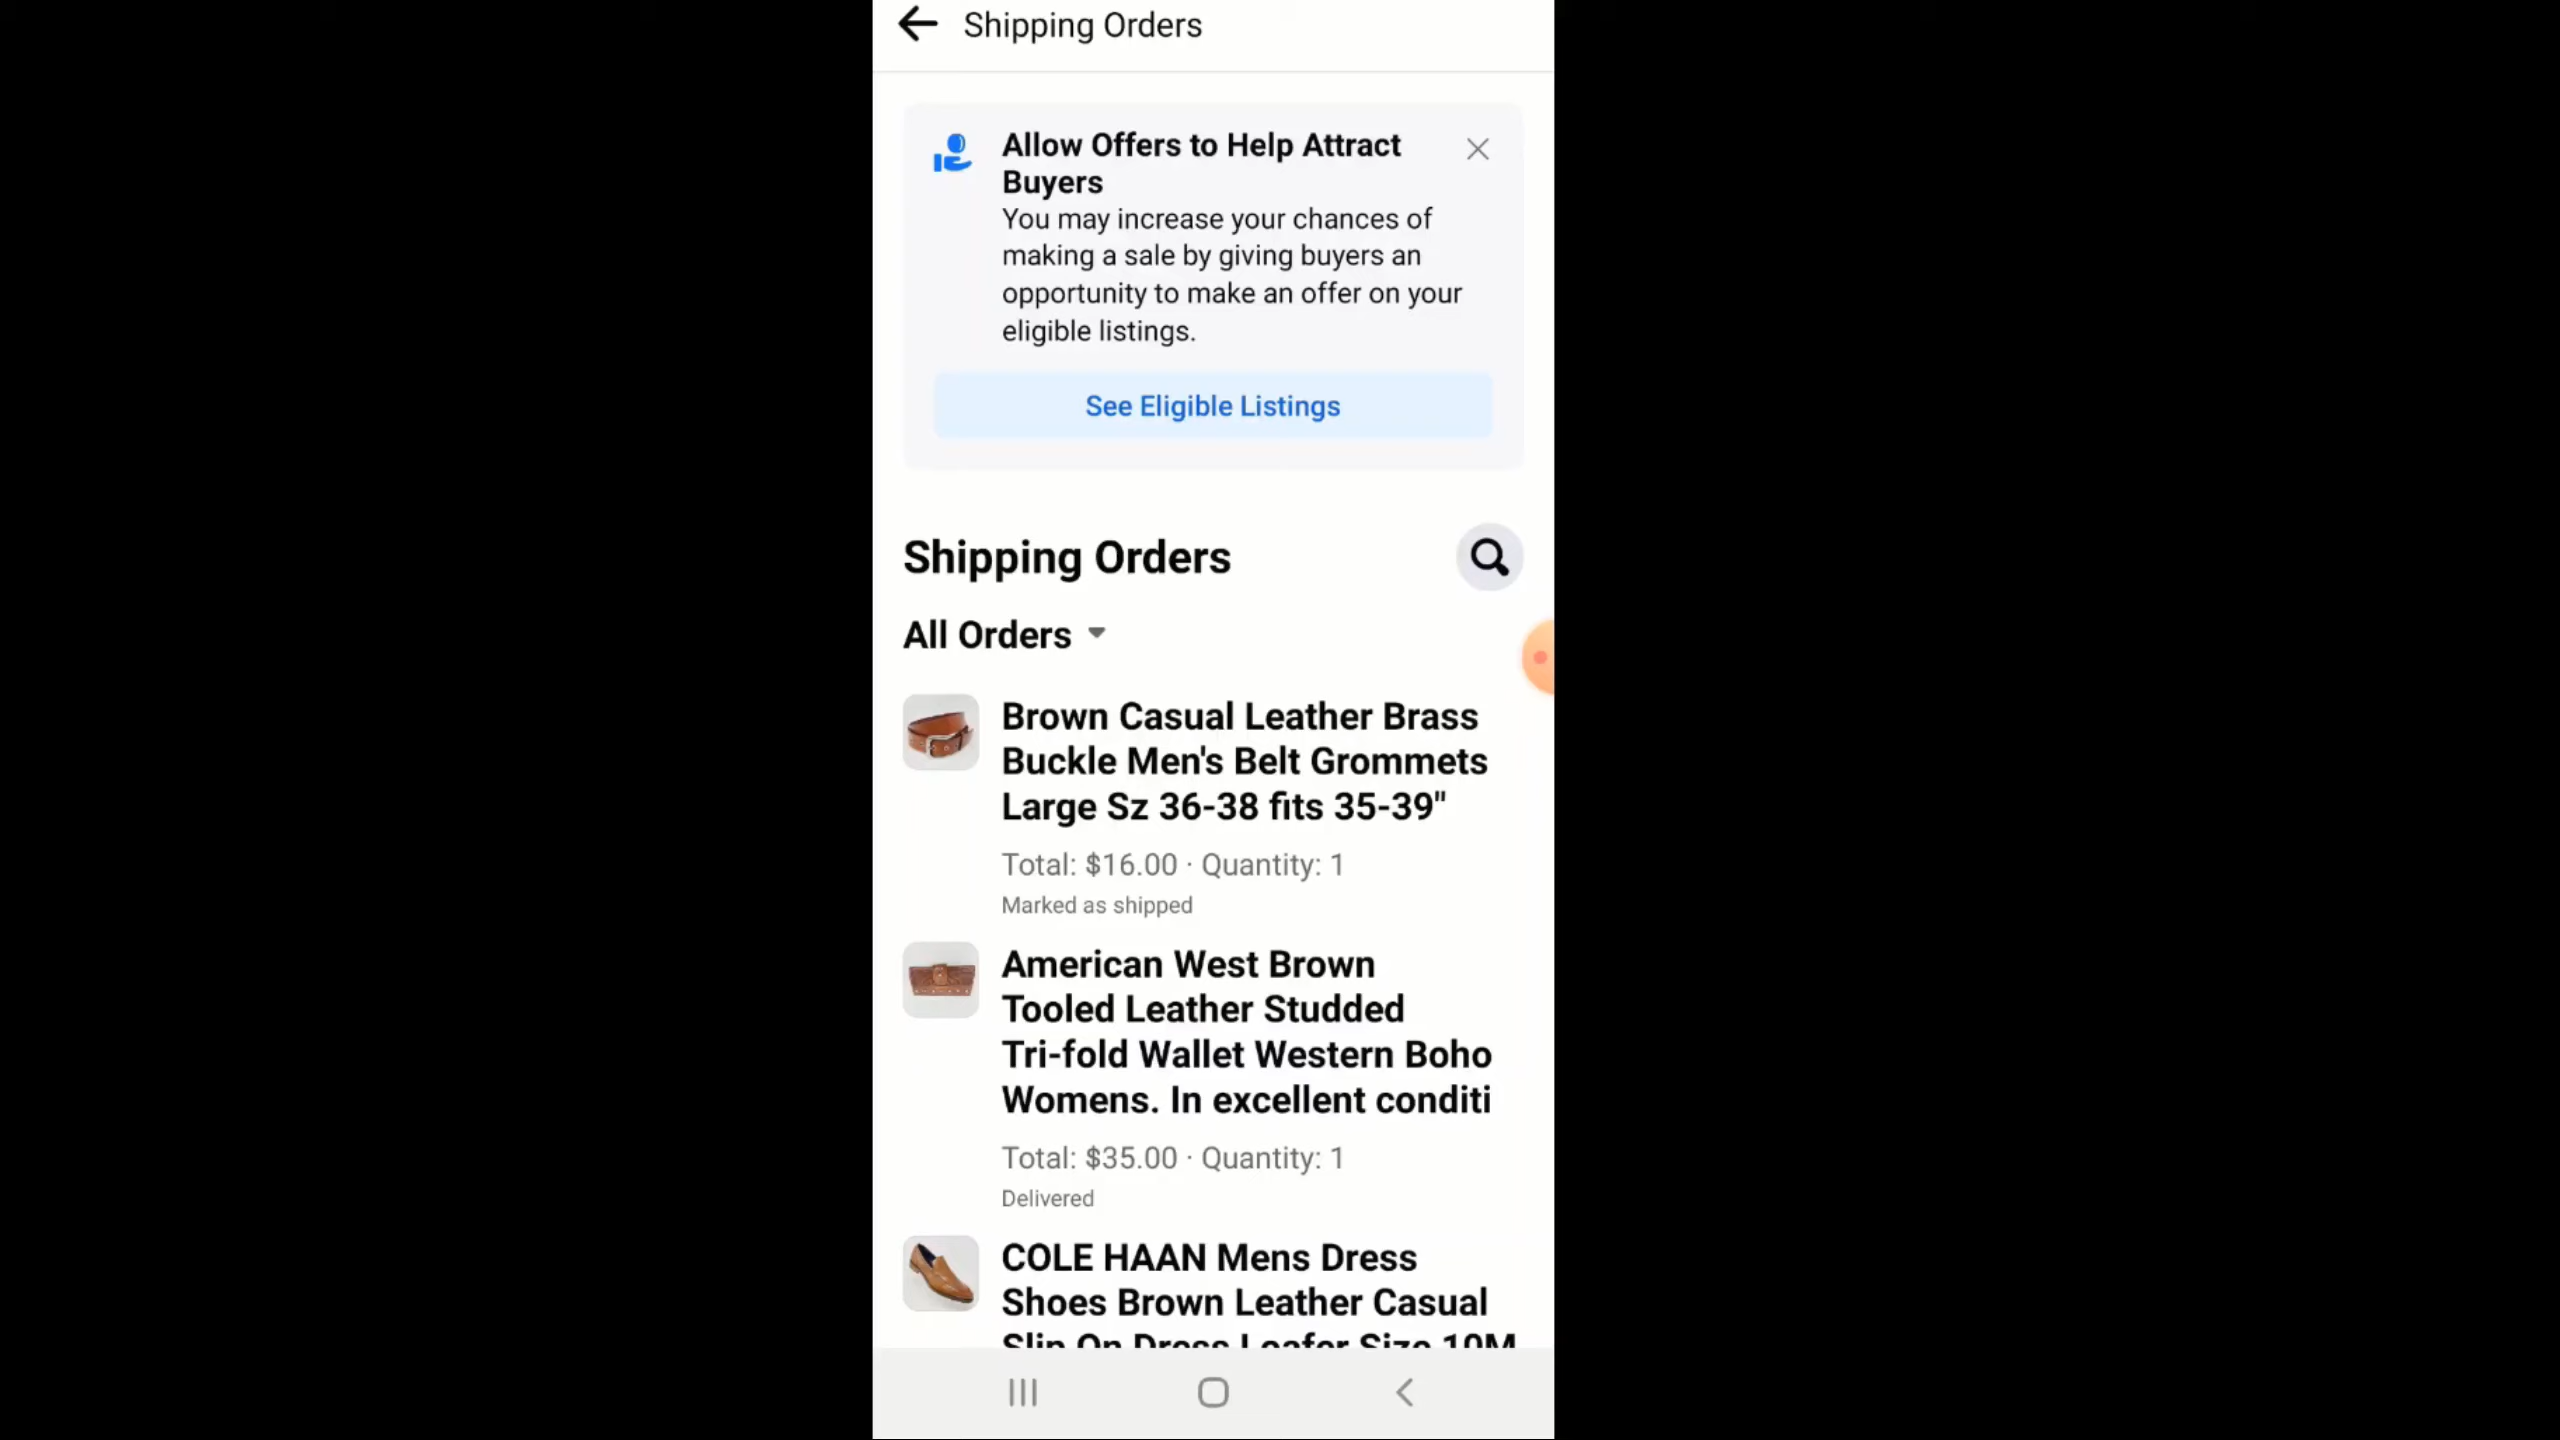 Shipping Orders
Allow Offers to Help Attract
Buyers
You may increase your chances of
making a sale by giving buyers an
opportunity to make an offer on your
eligible listings.
See Eligible Listings
Shipping Orders
All Orders
Brown Casual Leather Brass
Buckle Men's Belt Grommets
Large Sz 36-38 fits 35-39"
Total: $16.00 · Quantity: 1
Marked as shipped
American West Brown
Tooled Leather Studded
Tri-fold Wallet Western Boho
Womens. In excellent conditi
Total: $35.00 · Quantity: 1
Delivered
COLE HAAN Mens Dress
Shoes Brown Leather Casual
Slip On Dress Loafer Size 10M